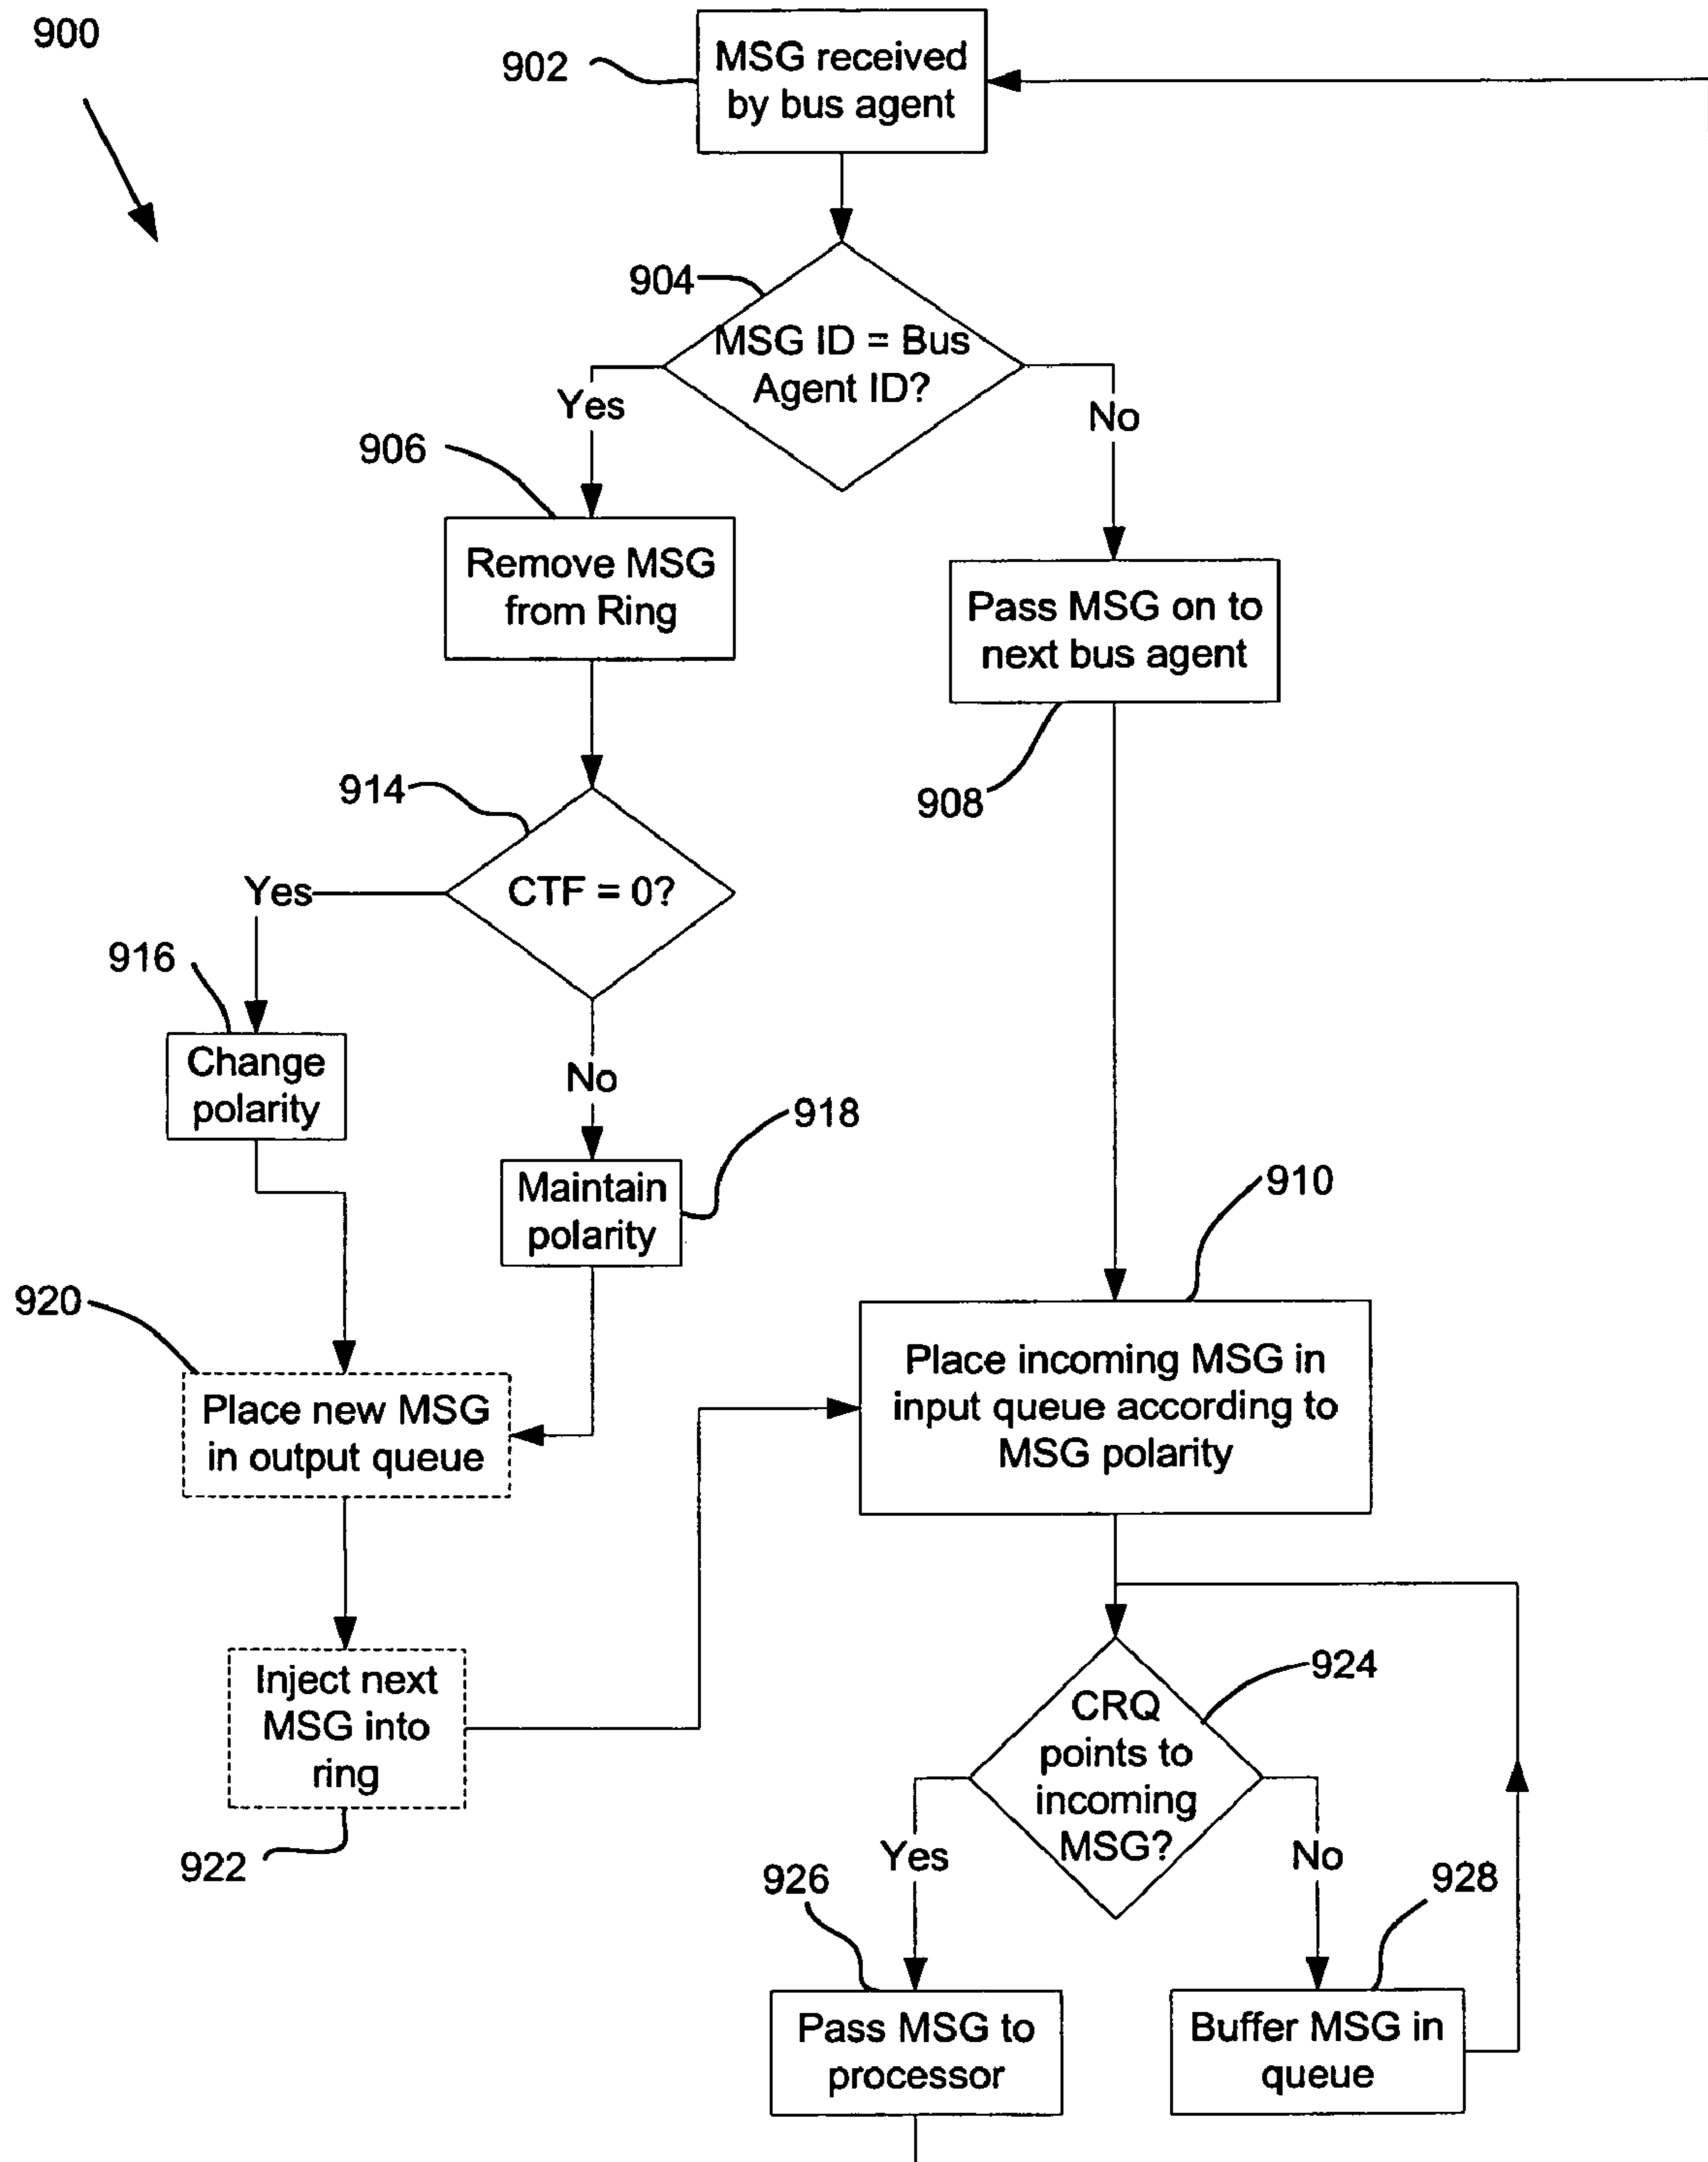 900
902
MSG received
by bus agent
904
MSG ID = Bus
Agent ID?
Yes
No
906
Remove MSG
from Ring
Pass MSG on to
next bus agent
908
914
CTF = 0?
Yes
No
916
Change
polarity
918
Maintain
polarity
910
Place incoming MSG in
input queue according to
MSG polarity
920
Place new MSG
in output queue
Inject next
MSG into
ring
922
924
CRQ
points to
incoming
MSG?
Yes
No
926
Pass MSG to
processor
928
Buffer MSG in
queue